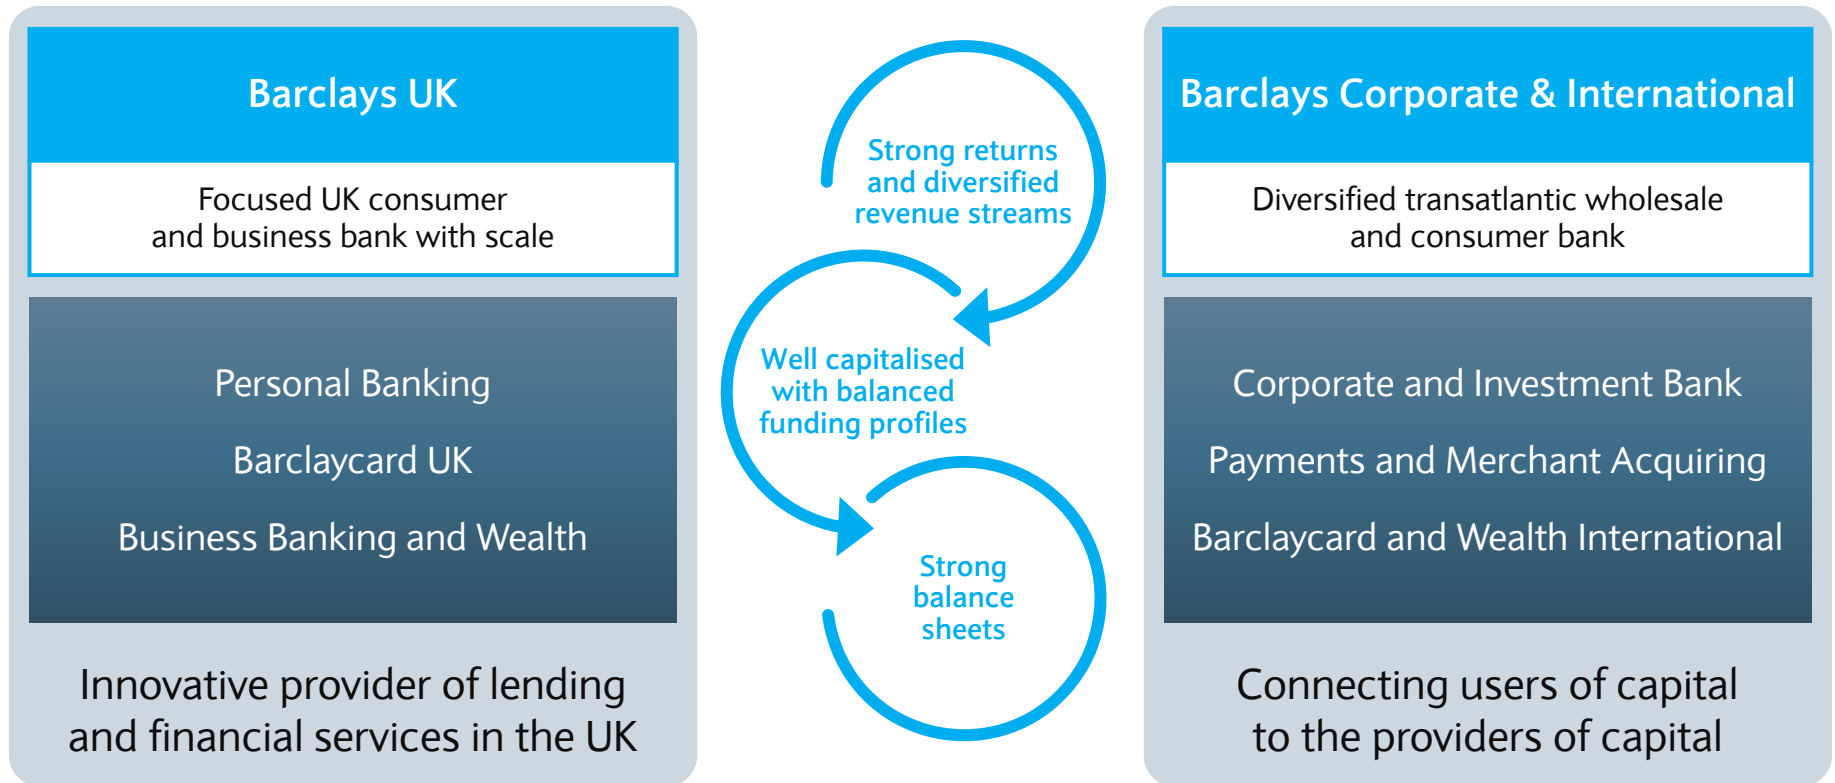 Barclays UK
Focused UK consumer
and business bank with scale
Personal Banking
Barclaycard UK
Business Banking and Wealth
Innovative provider of lending
and financial services in the UK
Strong returns
and diversified
revenue streams
Well capitalised
with balanced
funding profiles
Strong
balance
sheets
Barclays Corporate & International
Diversified transatlantic wholesale
and consumer bank
Corporate and Investment Bank
Payments and Merchant Acquiring
Barclaycard and Wealth International
Connecting users of capital
to the providers of capital